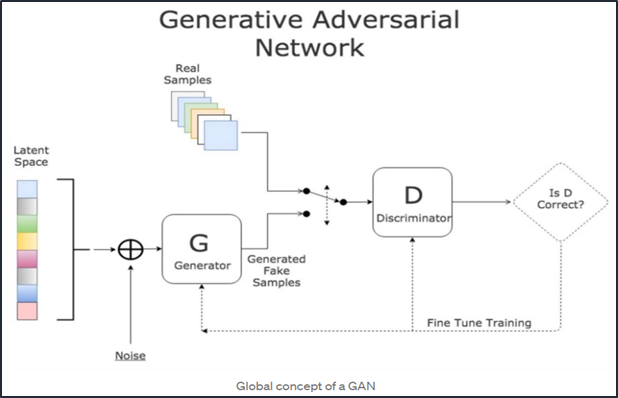 Generative Adversarial
Network
Real
Samples
Latent
Space
D
Discriminator
Is D
Correct?
G
Generator
Generated
Fake
Samples
Fine Tune Training
Noise
Global concept of a GAN